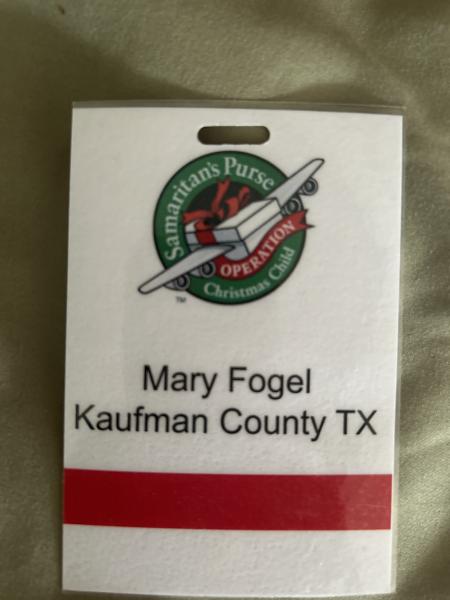 Samaritan's Purse
OPERATION
Christmas Child
TM
Mary Fogel
Kaufman County TX